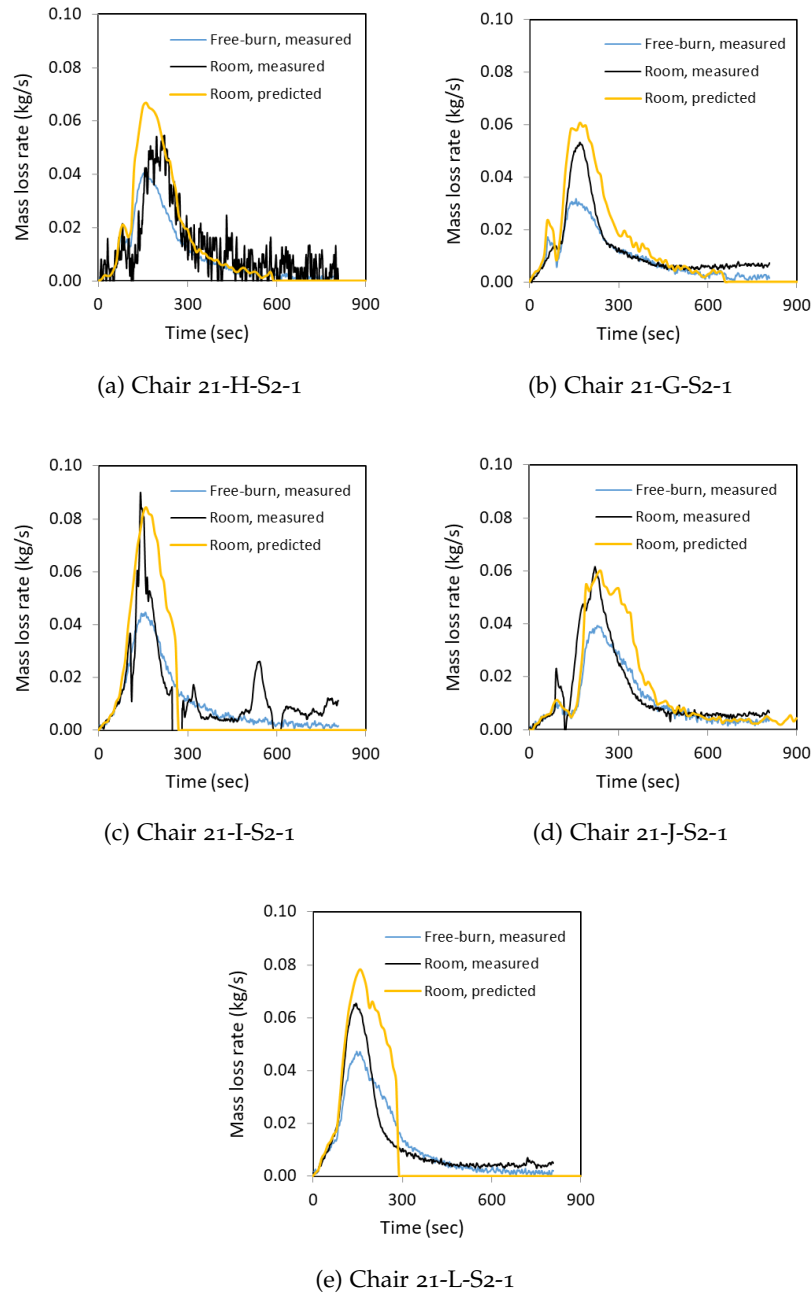 0.10
0.08
0.06
0.04
0.02
0.00
Mass loss rate (kg/s)
Free-burn, measured
Room, measured
Room, predicted
0 300 600 900
Time (sec)
(a) Chair 21-H-S2-1
0.10
0.08
0.06
0.04
0.02
0.00
Mass loss rate (kg/s)
Free-burn, measured
Room, measured
Room, predicted
0 300 600 900
Time (sec)
(b) Chair 21-G-S2-1
0.10
0.08
0.06
0.04
0.02
0.00
Mass loss rate (kg/s)
Free-burn, measured
Room, measured
Room, predicted
0 300 600 900
Time (sec)
(c) Chair 21-I-S2-1
0.10
0.08
0.06
0.04
0.02
0.00
Mass loss rate (kg/s)
Free-burn, measured
Room, measured
Room, predicted
0 300 600 900
Time (sec)
(d) Chair 21-J-S2-1
0.10
0.08
0.06
0.04
0.02
0.00
Mass loss rate (kg/s)
Free-burn, measured
Room, measured
Room, predicted
0 300 600 900
Time (sec)
(e) Chair 21-L-S2-1